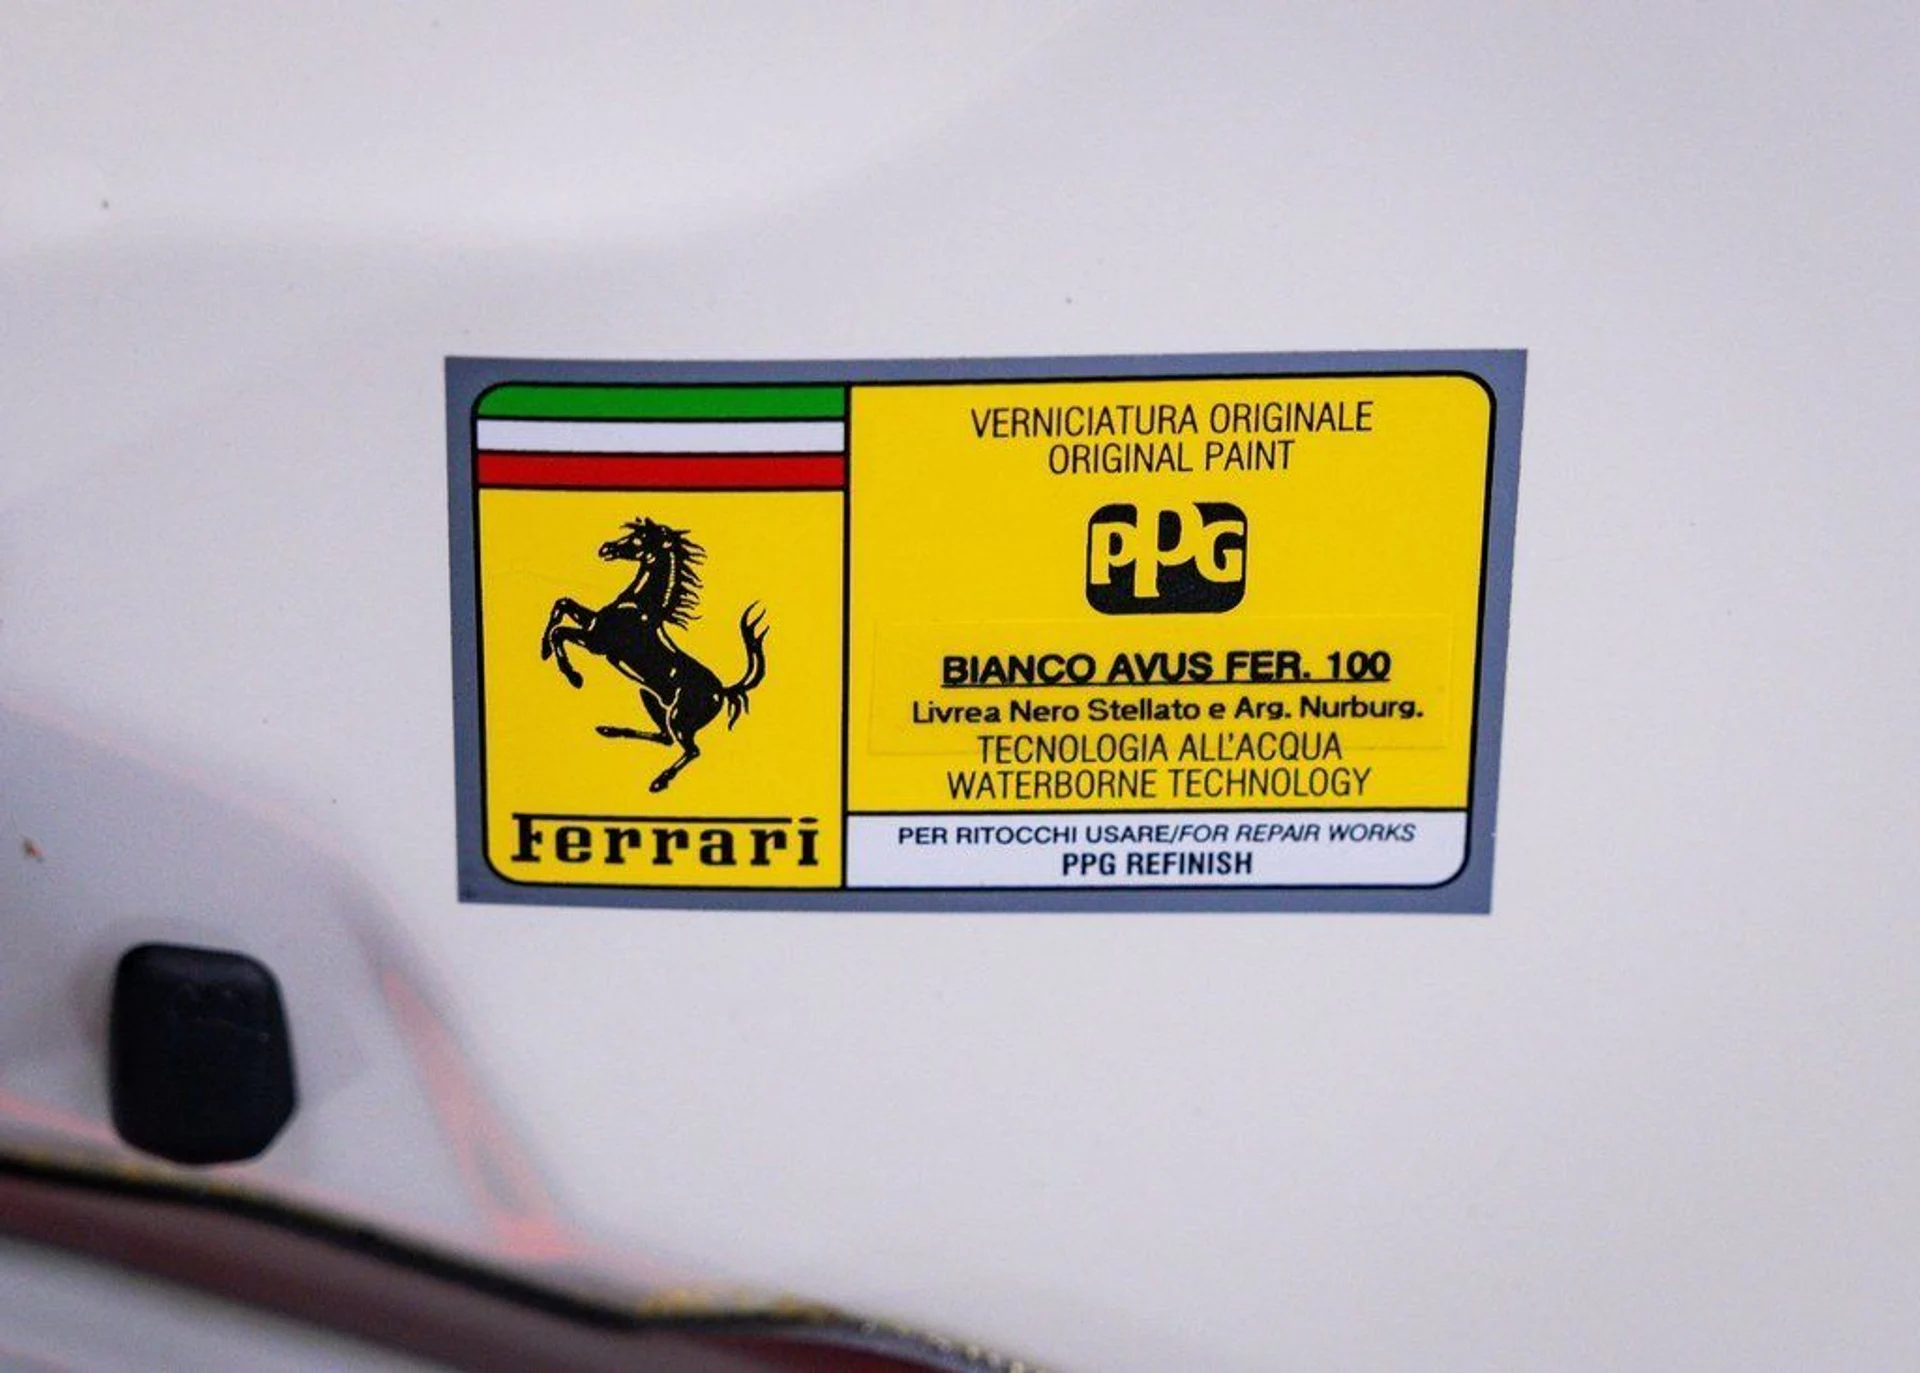 Ferrari
VERNICIATURA ORIGINALE
ORIGINAL PAINT
PPG
BIANCO AVUS FER. 100
Livrea Nero Stellato e Arg. Nurburg.
TECNOLOGIA ALL'ACQUA
WATERBORNE TECHNOLOGY
PER RITOCCHI USARE/FOR REPAIR WORKS
PPG REFINISH